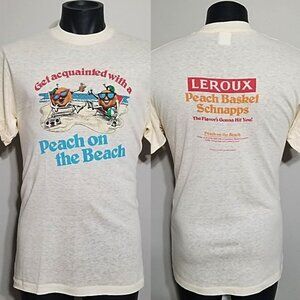 Get acquainted with a
Peach on
the Beach
LEROUX
Peach Basket
Schnapps
The Flavor's Gonna Hit You!
Peach on the Beach